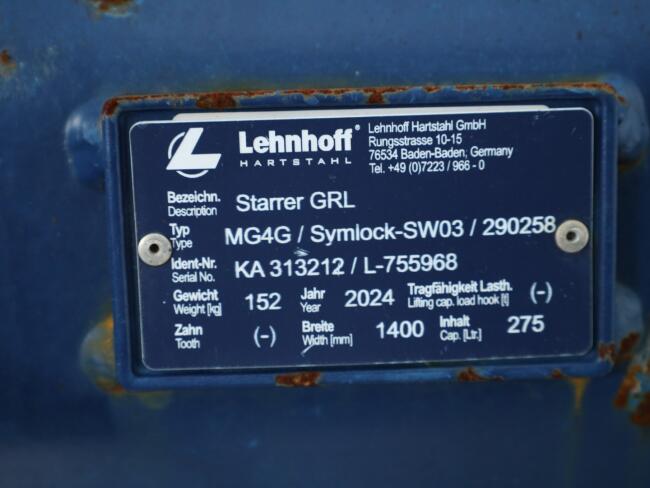 Lehnhoff®
HARTSTAHL
Lehnhoff Hartstahl GmbH
Rungsstrasse 10-15
76534 Baden-Baden, Germany
Tel. +49 (0)7223 / 966 - 0
Bezeichn. Starrer GRL
Description
Typ MG4G / Symlock-SW03 / 290258
Type
Ident-Nr. KA 313212 / L-755968
Serial No.
Gewicht 152 Jahr 2024 Tragfähigkeit Lasth. (-)
Weight [kg] Year Lifting cap. load hook [t]
Zahn (-) Breite 1400 Inhalt 275
Tooth Width [mm] Cap. [Ltr.]